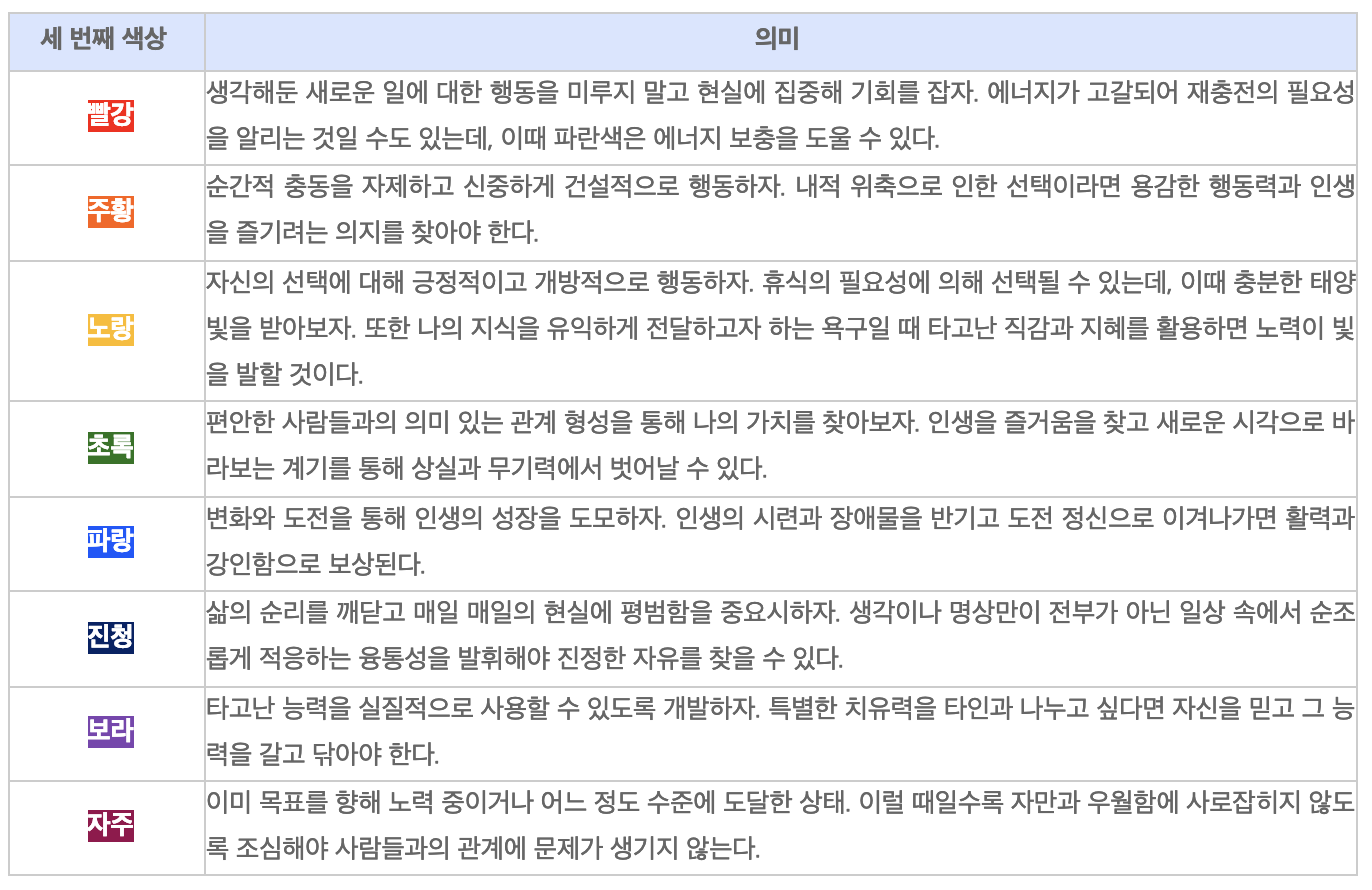 세 번째 색상
의미
빨강
생각해둔 새로운 일에 대한 행동을 미루지 말고 현실에 집중해 기회를 잡자. 에너지가 고갈되어 재충전의 필요성
을 알리는 것일 수도 있는데, 이때 파란색은 에너지 보충을 도울 수 있다.
주황
순간적 충동을 자제하고 신중하게 건설적으로 행동하자. 내적 위축으로 인한 선택이라면 용감한 행동력과 인생
을 즐기려는 의지를 찾아야 한다.
노랑
자신의 선택에 대해 긍정적이고 개방적으로 행동하자. 휴식의 필요성에 의해 선택될 수 있는데, 이때 충분한 태양
빛을 받아보자. 또한 나의 지식을 유익하게 전달하고자 하는 욕구일 때 타고난 직감과 지혜를 활용하면 노력이 빛
을 발할 것이다.
초록
편안한 사람들과의 의미 있는 관계 형성을 통해 나의 가치를 찾아보자. 인생을 즐거움을 찾고 새로운 시각으로 바
라보는 계기를 통해 상실과 무기력에서 벗어날 수 있다.
파랑
변화와 도전을 통해 인생의 성장을 도모하자. 인생의 시련과 장애물을 반기고 도전 정신으로 이겨나가면 활력과
강인함으로 보상된다.
진청
삶의 순리를 깨닫고 매일 매일의 현실에 평범함을 중요시하자. 생각이나 명상만이 전부가 아닌 일상 속에서 순조
롭게 적응하는 융통성을 발휘해야 진정한 자유를 찾을 수 있다.
보라
타고난 능력을 실질적으로 사용할 수 있도록 개발하자. 특별한 치유력을 타인과 나누고 싶다면 자신을 믿고 그 능
력을 갈고 닦아야 한다.
자주
이미 목표를 향해 노력 중이거나 어느 정도 수준에 도달한 상태. 이럴 때일수록 자만과 우월함에 사로잡히지 않도
록 조심해야 사람들과의 관계에 문제가 생기지 않는다.